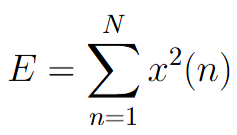 E = \sum_{n=1}^{N} x^2(n)